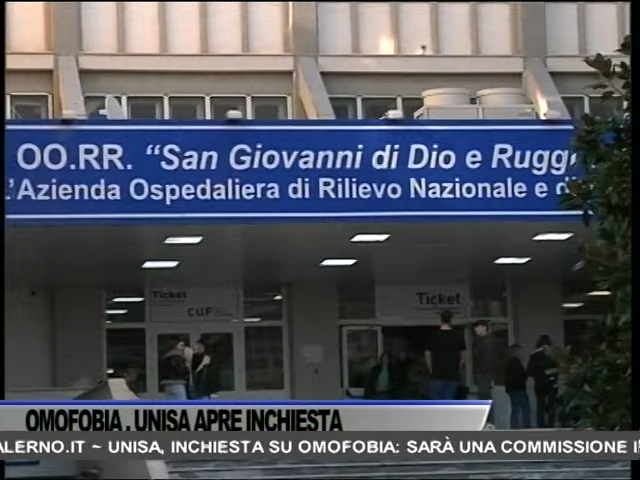 OO.RR. “San Giovanni di Dio e Rugg
L'Azienda Ospedaliera di Rilievo Nazionale e d
Ticket
CUP
Ticket
OMOFOBIA . UNISA APRE INCHIESTA
ALERNO.IT ~ UNISA, INCHIESTA SU OMOFOBIA: SARÀ UNA COMMISSIONE